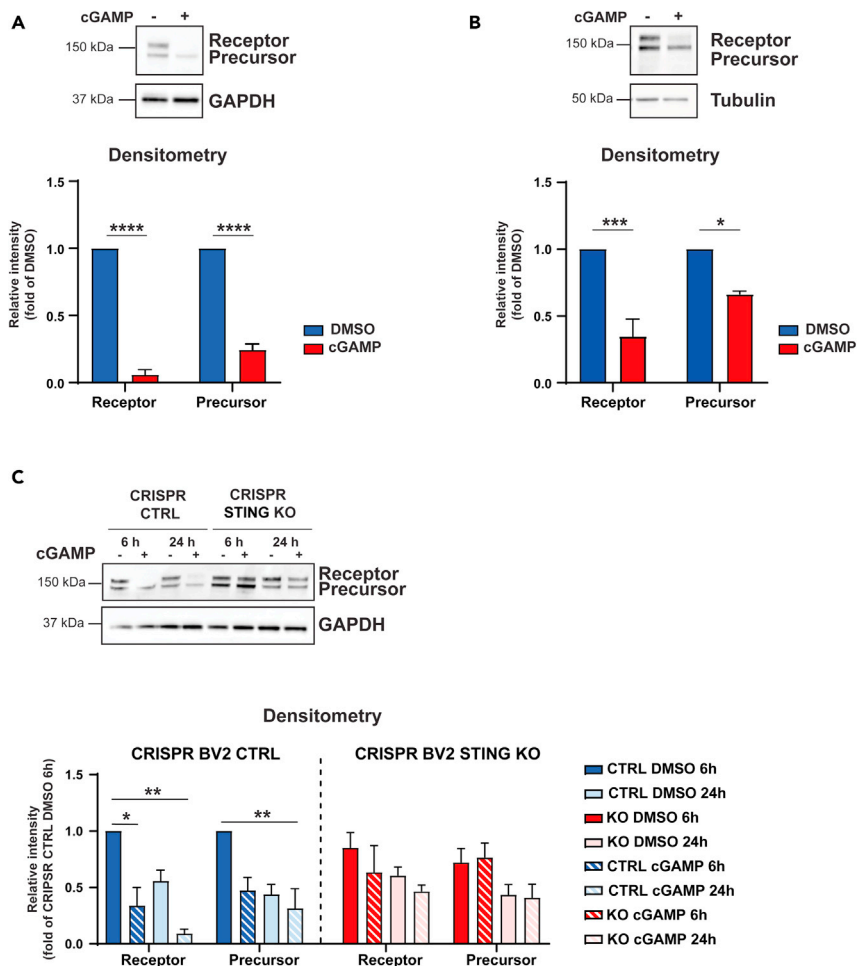 A
cGAMP - +
150 kDa
Receptor
Precursor
37 kDa
GAPDH
Densitometry
Relative intensity
(fold of DMSO)
1.5
1.0
0.5
0.0
****
****
Receptor
Precursor
DMSO
cGAMP
B
cGAMP - +
150 kDa
Receptor
Precursor
50 kDa
Tubulin
Densitometry
Relative intensity
(fold of DMSO)
1.5
1.0
0.5
0.0
***
*
Receptor
Precursor
DMSO
cGAMP
C
CRISPR
CTRL
CRISPR
STING KO
6 h 24 h 6 h 24 h
cGAMP - + - + - + - +
150 kDa
Receptor
Precursor
37 kDa
GAPDH
Densitometry
CRISPR BV2 CTRL
CRISPR BV2 STING KO
Relative intensity
(fold of CRIPSR CTRL DMSO 6h)
1.5
1.0
0.5
0.0
**
*
**
Receptor
Precursor
Receptor
Precursor
CTRL DMSO 6h
CTRL DMSO 24h
KO DMSO 6h
KO DMSO 24h
CTRL cGAMP 6h
CTRL cGAMP 24h
KO cGAMP 6h
KO cGAMP 24h